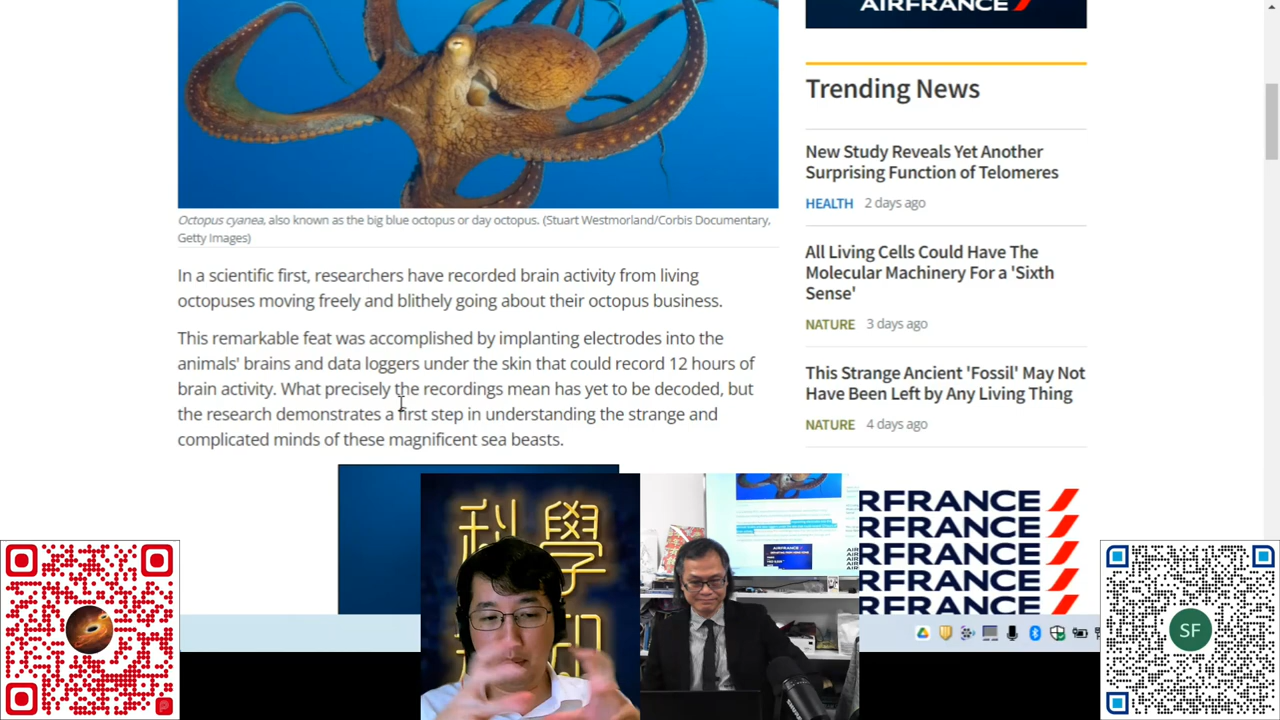 AIRFRANCE
Trending News
New Study Reveals Yet Another
Surprising Function of Telomeres
HEALTH 2 days ago
All Living Cells Could Have The
Molecular Machinery For a 'Sixth
Sense'
NATURE 3 days ago
This Strange Ancient 'Fossil' May Not
Have Been Left by Any Living Thing
NATURE 4 days ago
Octopus cyanea, also known as the big blue octopus or day octopus. (Stuart Westmorland/Corbis Documentary,
Getty Images)
In a scientific first, researchers have recorded brain activity from living
octopuses moving freely and blithely going about their octopus business.
This remarkable feat was accomplished by implanting electrodes into the
animals' brains and data loggers under the skin that could record 12 hours of
brain activity. What precisely the recordings mean has yet to be decoded, but
the research demonstrates a first step in understanding the strange and
complicated minds of these magnificent sea beasts.
科學
AIRFRANCE
RFRANCE
RFRANCE
RFRANCE
RFRANCE
RFRANCE
SF